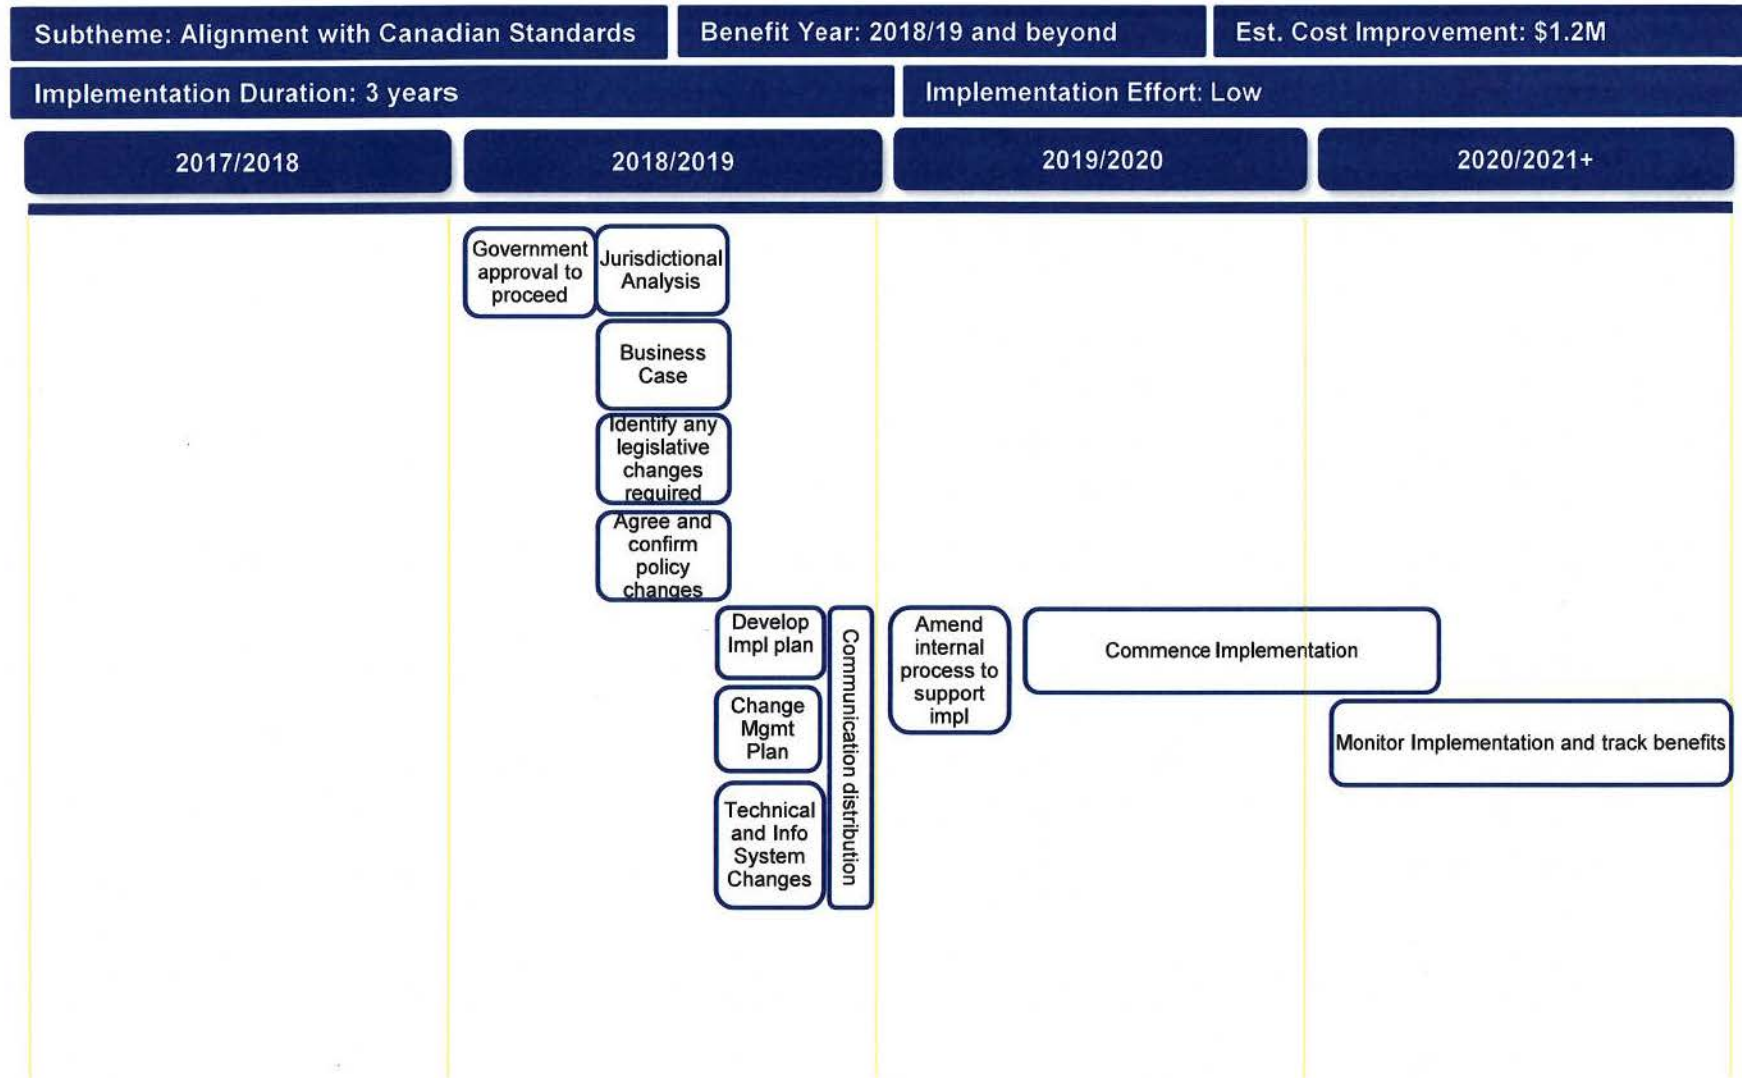 Subtheme: Alignment with Canadian Standards
Benefit Year: 2018/19 and beyond
Est. Cost Improvement: $1.2M
Implementation Duration: 3 years
Implementation Effort: Low
2017/2018
2018/2019
2019/2020
2020/2021+
Government
approval to
proceed
Jurisdictional
Analysis
Business
Case
Identify any
legislative
changes
required
Agree and
confirm
policy
changes
Develop
Impl plan
Change
Mgmt
Plan
Technical
and Info
System
Changes
Communication distribution
Amend
internal
process to
support
impl
Commence Implementation
Monitor Implementation and track benefits